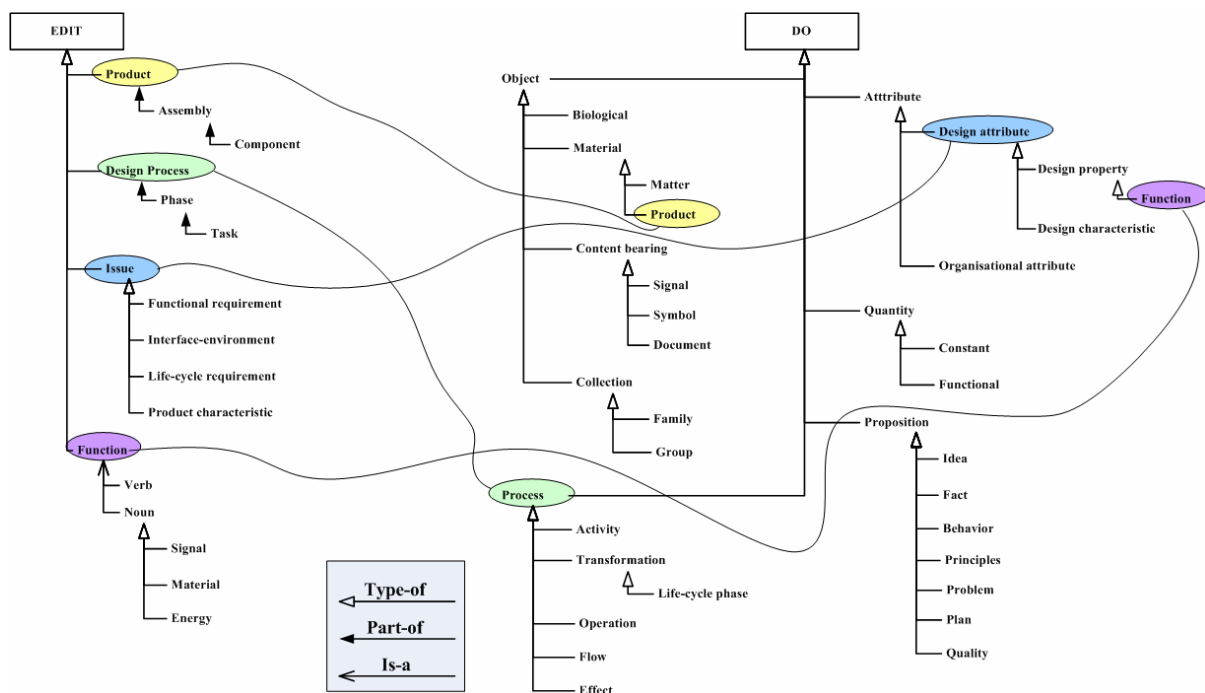 EDIT
Product
Assembly
Component
Design Process
Phase
Task
Issue
Functional requirement
Interface-environment
Life-cycle requirement
Product characteristic
Function
Verb
Noun
Signal
Material
Energy
Type-of
Part-of
Is-a
DO
Object
Biological
Material
Matter
Product
Content bearing
Signal
Symbol
Document
Collection
Family
Group
Process
Activity
Transformation
Life-cycle phase
Operation
Flow
Effect
Atttribute
Design attribute
Design property
Function
Design characteristic
Organisational attribute
Quantity
Constant
Functional
Proposition
Idea
Fact
Behavior
Principles
Problem
Plan
Quality